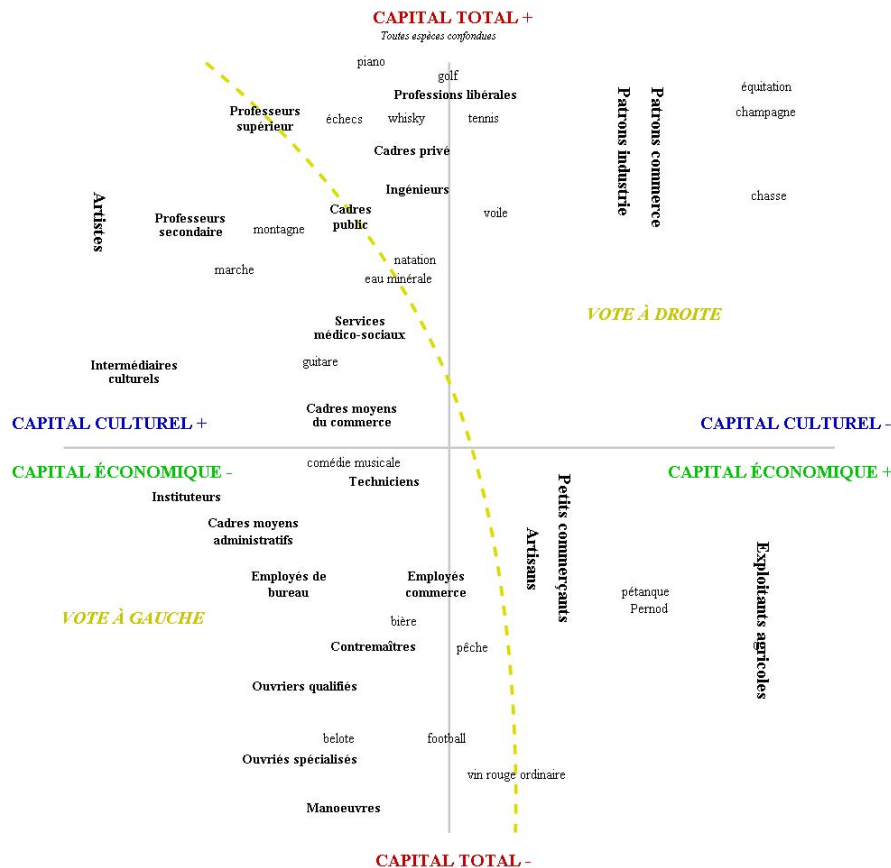 CAPITAL TOTAL +
Toutes espèces confondues
piano
golf
Professions libérales
équitation
champagne
Professeurs
supérieur
échecs
whisky
tennis
Patrons industrie
Patrons commerce
Cadres privé
Ingénieurs
chasse
Artistes
Professeurs
secondaire
montagne
Cadres
public
voile
marche
natation
eau minérale
VOTE À DROITE
Services
médico-sociaux
guitare
Intermédiaires
culturels
Cadres moyens
du commerce
CAPITAL CULTUREL +
CAPITAL CULTUREL -
CAPITAL ÉCONOMIQUE -
CAPITAL ÉCONOMIQUE +
comédie musicale
Techniciens
Instituteurs
Cadres moyens
administratifs
Artisans
Petits commerçants
Exploitants agricoles
Employés de
bureau
Employés
commerce
pétanque
Pernod
VOTE À GAUCHE
bière
Contremaîtres
pêche
Ouvriers qualifiés
belote
football
Ouvriés spécialisés
vin rouge ordinaire
Manoeuvres
CAPITAL TOTAL -